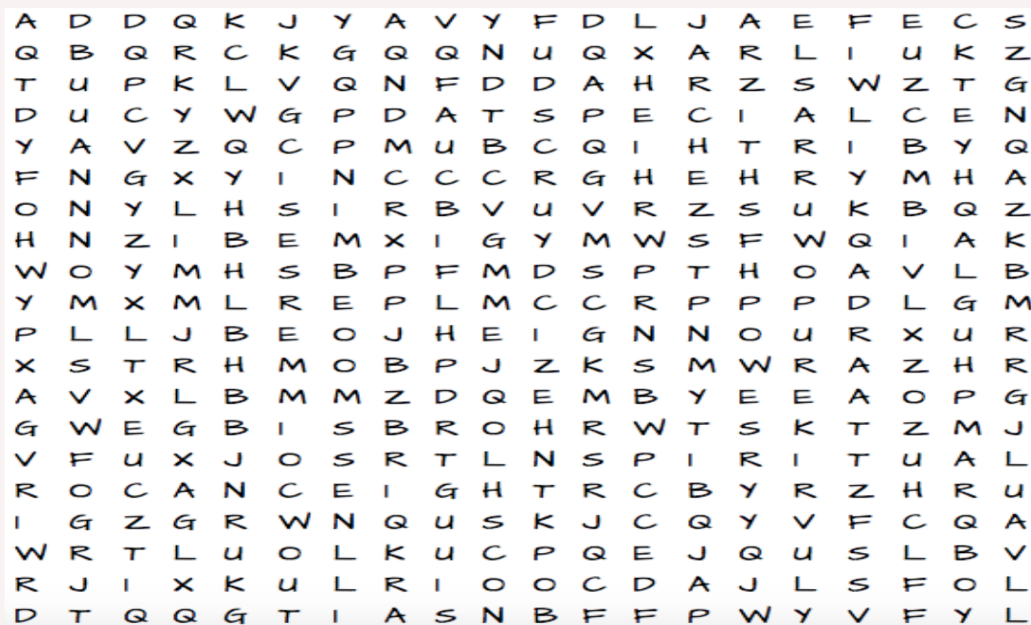 A D D Q K J Y A V Y F D L J A E F E C S
Q B Q R C K G Q Q N U Q X A R L I U K Z
T U P K L V Q N F D D A H R Z S W Z T G
D U C Y W G P D A T S P E C I A L C E N
Y A V Z Q C P M U B C Q I H T R I B Y Q
F N G X Y I N C C C R G H E H R Y M H A
O N Y L H S I R B V U V R Z S U K B Q Z
H N Z I B E M X I G Y M W S F W Q I A K
W O Y M H S B P F M D S P T H O A V L B
Y M X M L R E P L M C C R P P P D L G M
P L L J B E O J H E I G N N O U R X U R
X S T R H M O B P J Z K S M W R A Z H R
A V X L B M M Z D Q E M B Y E E A O P G
G W E G B I S B R O H R W T S K T Z M J
V F U X J O S R T L N S P I R I T U A L
R O C A N C E I G H T R C B Y R Z H R U
I G Z G R W N Q U S K J C Q Y V F C Q A
W R T L U O L K U C P Q E J Q U S L B V
R J I X K U L R I O O C D A J L S F O L
D T Q Q G T I A S N B F F P W Y V F Y L